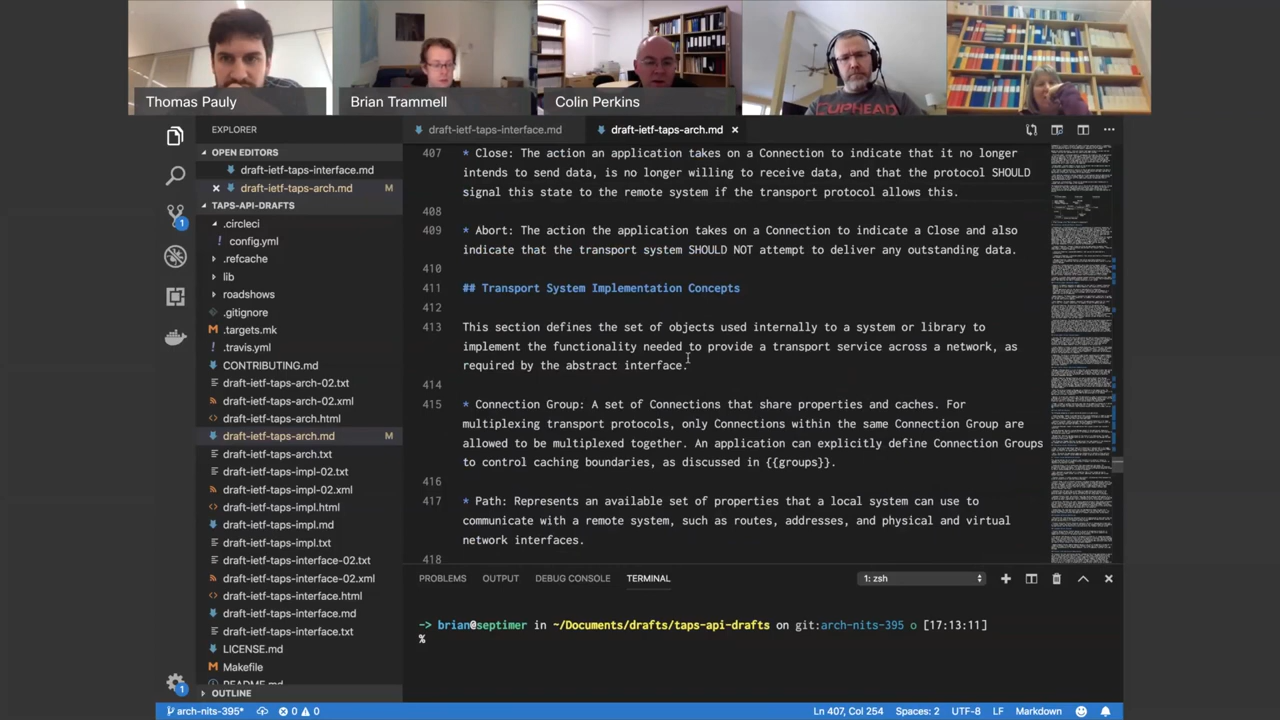 Thomas Pauly
Brian Trammell
Colin Perkins
CUPHEAD
EXPLORER
OPEN EDITORS
draft-ietf-taps-interface.md
draft-ietf-taps-arch.md M
TAPS-API-DRAFTS
.circleci
config.yml
.refcache
lib
roadshows
.gitignore
.targets.mk
.travis.yml
CONTRIBUTING.md
draft-ietf-taps-arch-02.txt
draft-ietf-taps-arch-02.xml
draft-ietf-taps-arch.html
draft-ietf-taps-arch.md M
draft-ietf-taps-arch.txt
draft-ietf-taps-impl-02.txt
draft-ietf-taps-impl-02.xml
draft-ietf-taps-impl.html
draft-ietf-taps-impl.md
draft-ietf-taps-impl.txt
draft-ietf-taps-interface-02.txt
draft-ietf-taps-interface-02.xml
draft-ietf-taps-interface.html
draft-ietf-taps-interface.md
draft-ietf-taps-interface.txt
LICENSE.md
Makefile
README.md
OUTLINE
draft-ietf-taps-interface.md draft-ietf-taps-arch.md
407 * Close: The action an application takes on a Connection to indicate that it no longer
intends to send data, is no longer willing to receive data, and that the protocol SHOULD
signal this state to the remote system if the transport protocol allows this.
408
409 * Abort: The action the application takes on a Connection to indicate a Close and also
indicate that the transport system SHOULD NOT attempt to deliver any outstanding data.
410
411 ## Transport System Implementation Concepts
412
413 This section defines the set of objects used internally to a system or library to
implement the functionality needed to provide a transport service across a network, as
required by the abstract interface.
414
415 * Connection Group: A set of Connections that share properties and caches. For
multiplexing transport protocols, only Connections within the same Connection Group are
allowed to be multiplexed together. An application can explicitly define Connection Groups
to control caching boundaries, as discussed in {{groups}}.
416
417 * Path: Represents an available set of properties that a local system can use to
communicate with a remote system, such as routes, addresses, and physical and virtual
network interfaces.
418
PROBLEMS OUTPUT DEBUG CONSOLE TERMINAL 1: zsh
-> brian@septimer in ~/Documents/drafts/taps-api-drafts on git:arch-nits-395 o [17:13:11]
%
1
1
arch-nits-395* 0 0 Ln 407, Col 254 Spaces: 2 UTF-8 LF Markdown